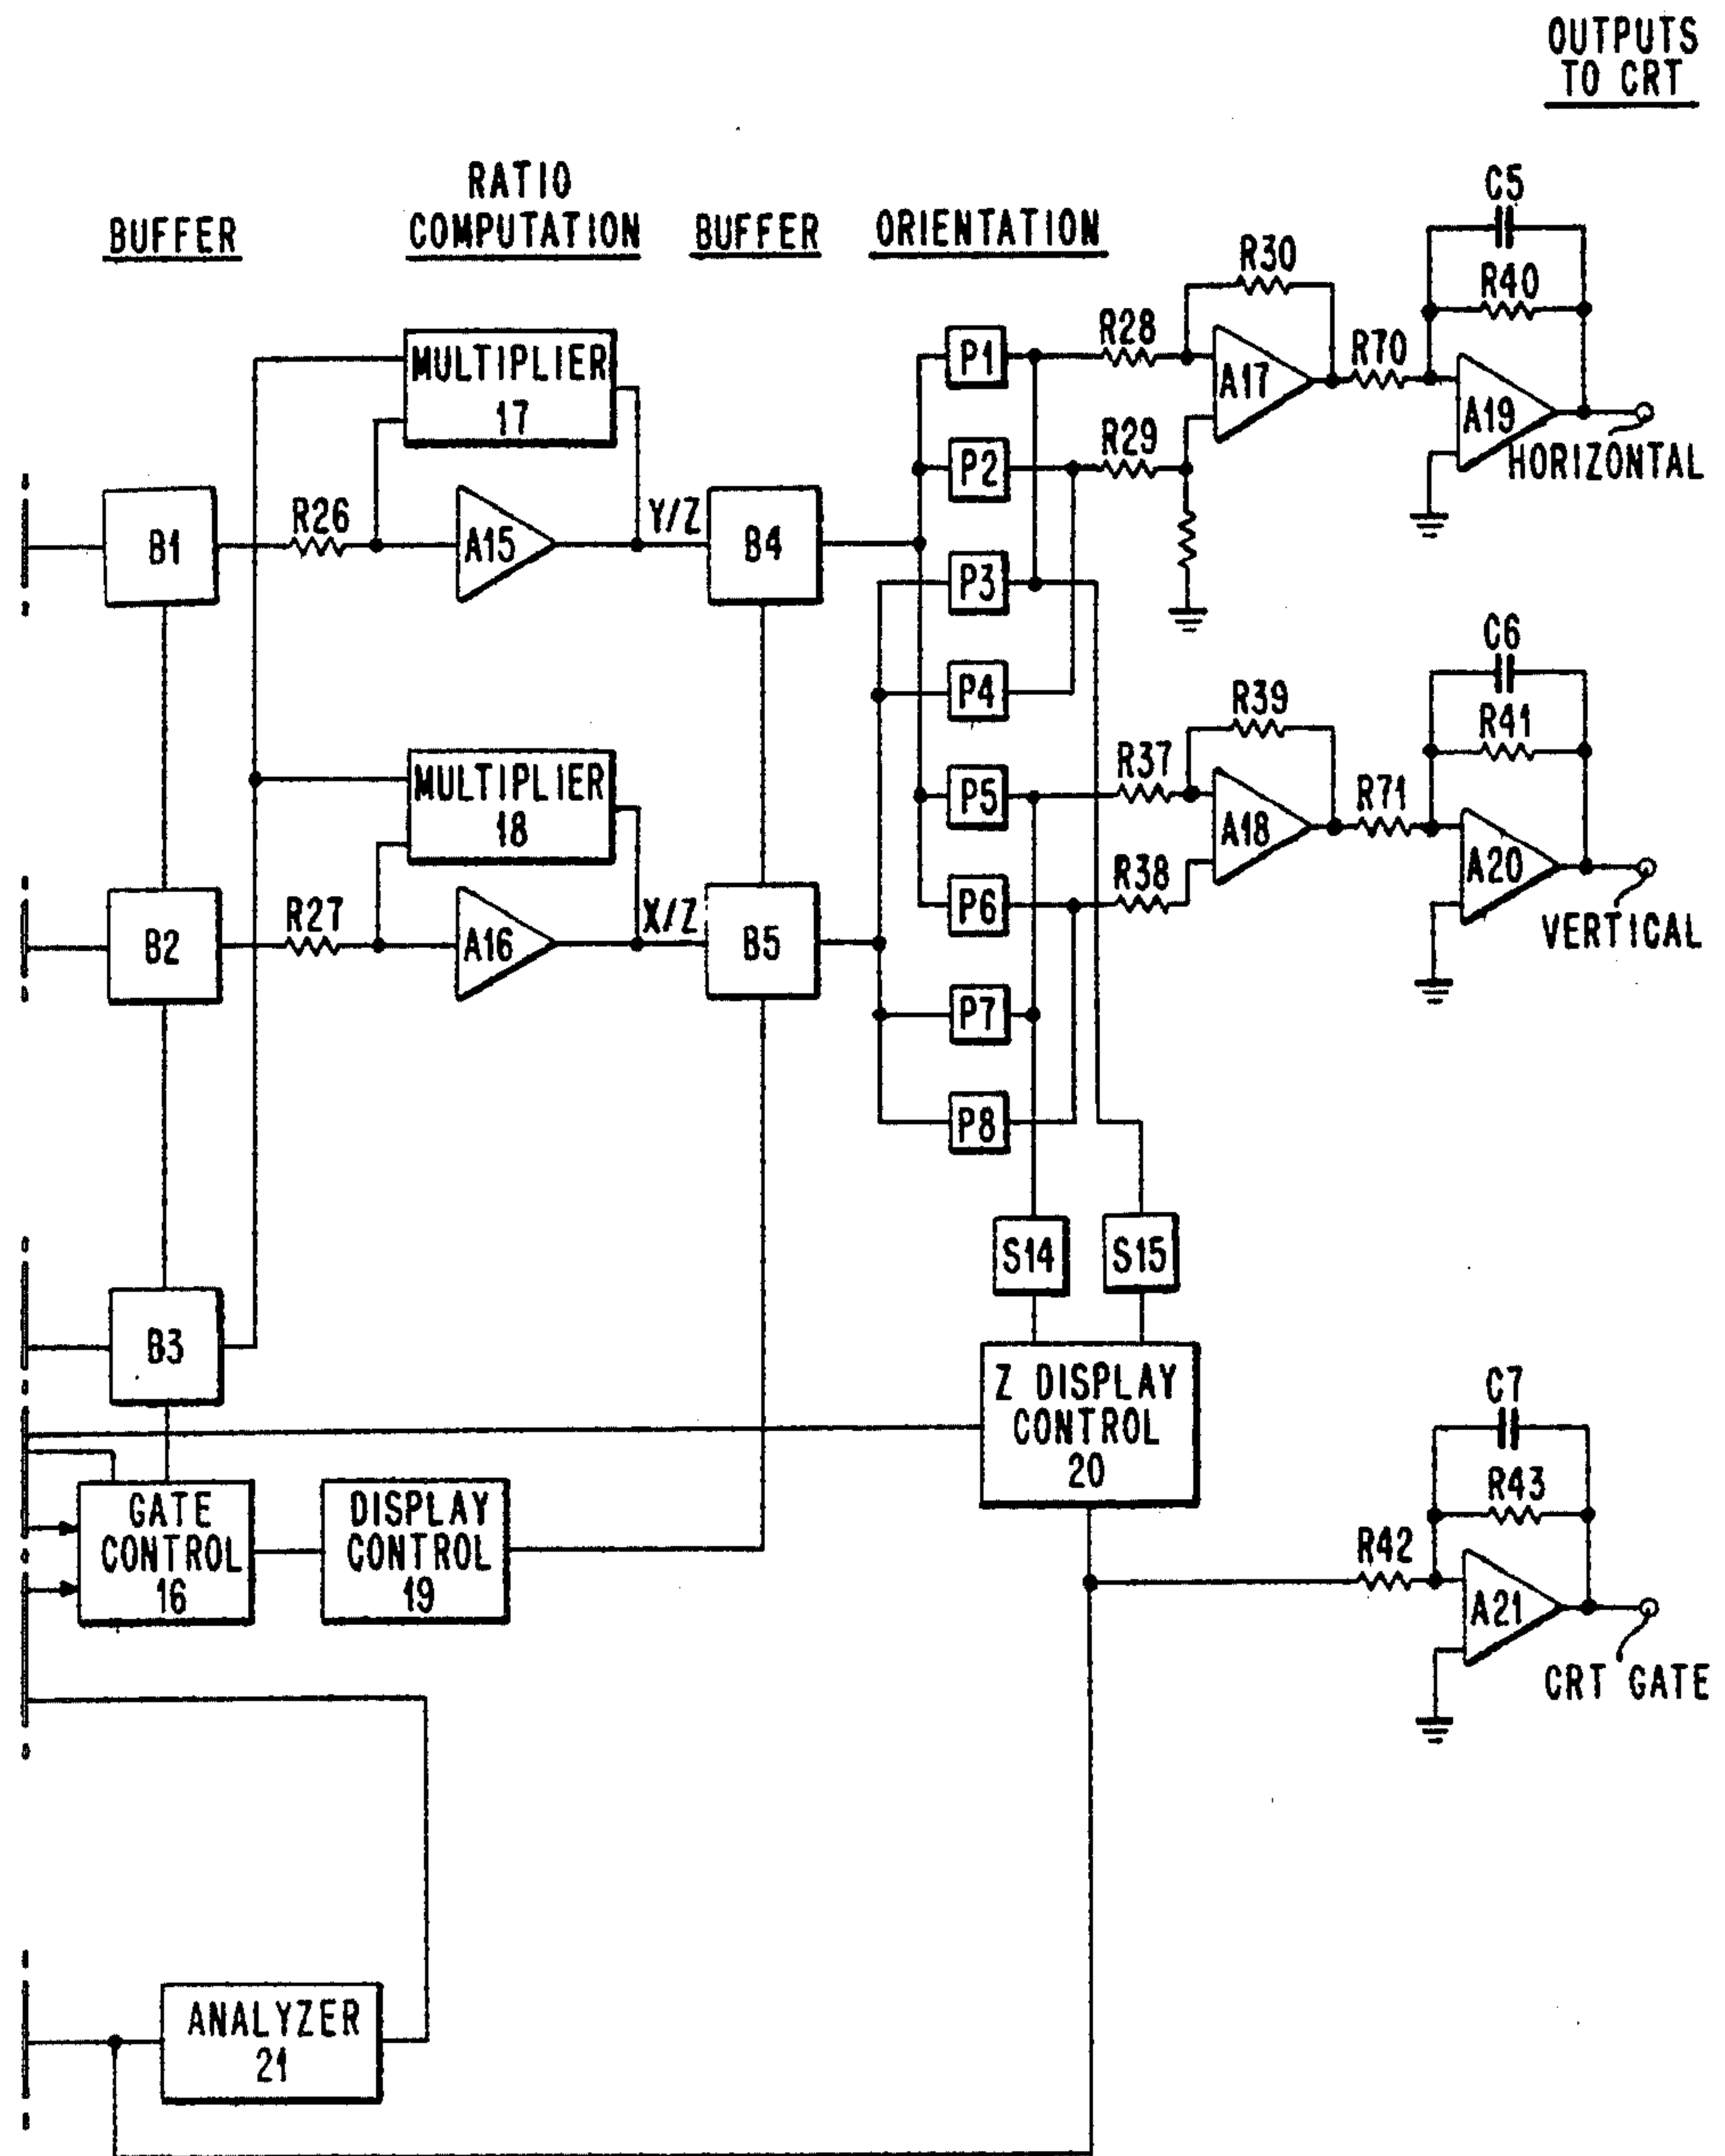 OUTPUTS
TO CRT
BUFFER
RATIO
COMPUTATION
BUFFER
ORIENTATION
C5
R30
R40
MULTIPLIER
17
P1
R28
A17
R70
A19
HORIZONTAL
P2
R29
B1
R26
A15
Y/Z
B4
P3
P4
C6
R39
R41
MULTIPLIER
18
P5
R37
A18
R71
A20
VERTICAL
B2
R27
A16
X/Z
B5
P6
R38
P7
P8
S14
S15
B3
Z DISPLAY
CONTROL
20
C7
R43
GATE
CONTROL
16
DISPLAY
CONTROL
19
R42
A21
CRT GATE
ANALYZER
21